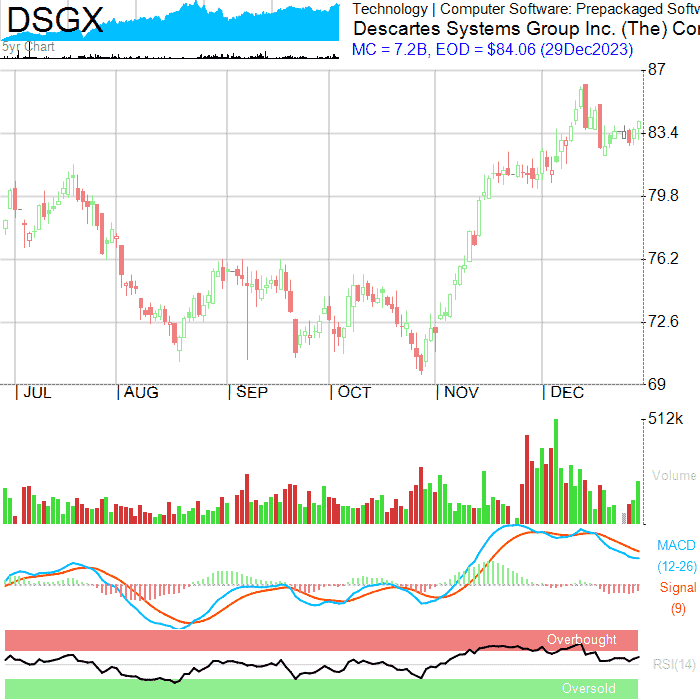 DSGX
5yr Chart
Technology | Computer Software: Prepackaged Softw
Descartes Systems Group Inc. (The) Co
MC = 7.2B, EOD = $84.06 (29Dec2023)
87
83.4
79.8
76.2
72.6
69
JUL AUG SEP OCT NOV DEC
512k
Volume
MACD
(12-26)
Signal
(9)
Overbought
RSI(14)
Oversold